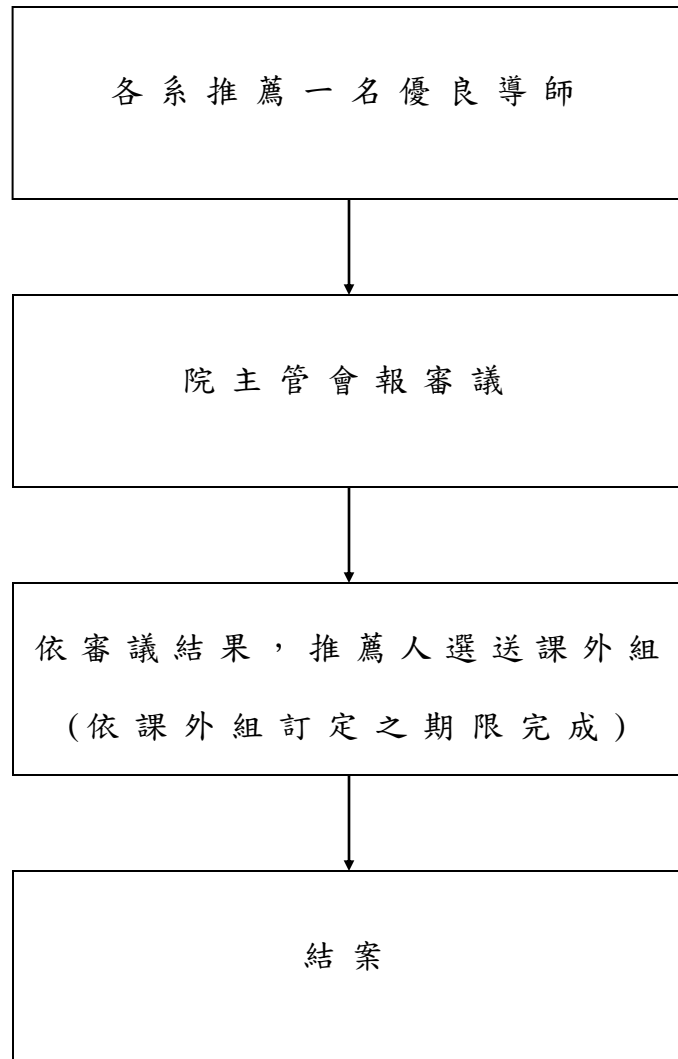 各系推薦一名優良導師
院主管會報審議
依審議結果，推薦人選送課外組
(依課外組訂定之期限完成)
結案